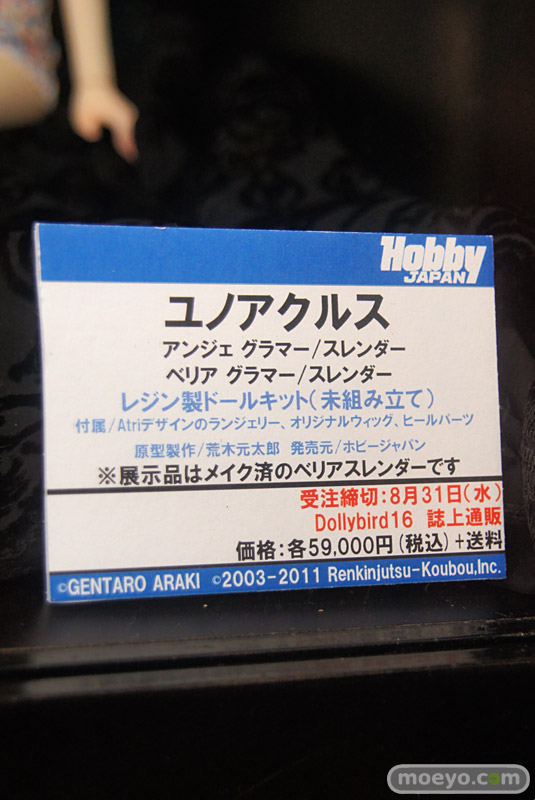 Hobby
JAPAN
ユノアクルス
アンジェ グラマー/スレンダー
ベリア グラマー/スレンダー
レジン製ドールキット(未組み立て)
付属/Atriデザインのランジェリー、オリジナルウィッグ、ヒールパーツ
原型製作/荒木元太郎 発売元/ホビージャパン
※展示品はメイク済のベリアスレンダーです
受注締切:8月31日(水)
Dollybird16 誌上通販
価格:各59,000円(税込)+送料
©GENTARO ARAKI ©2003-2011 Renkinjutsu-Koubou,Inc.
moeyo.com